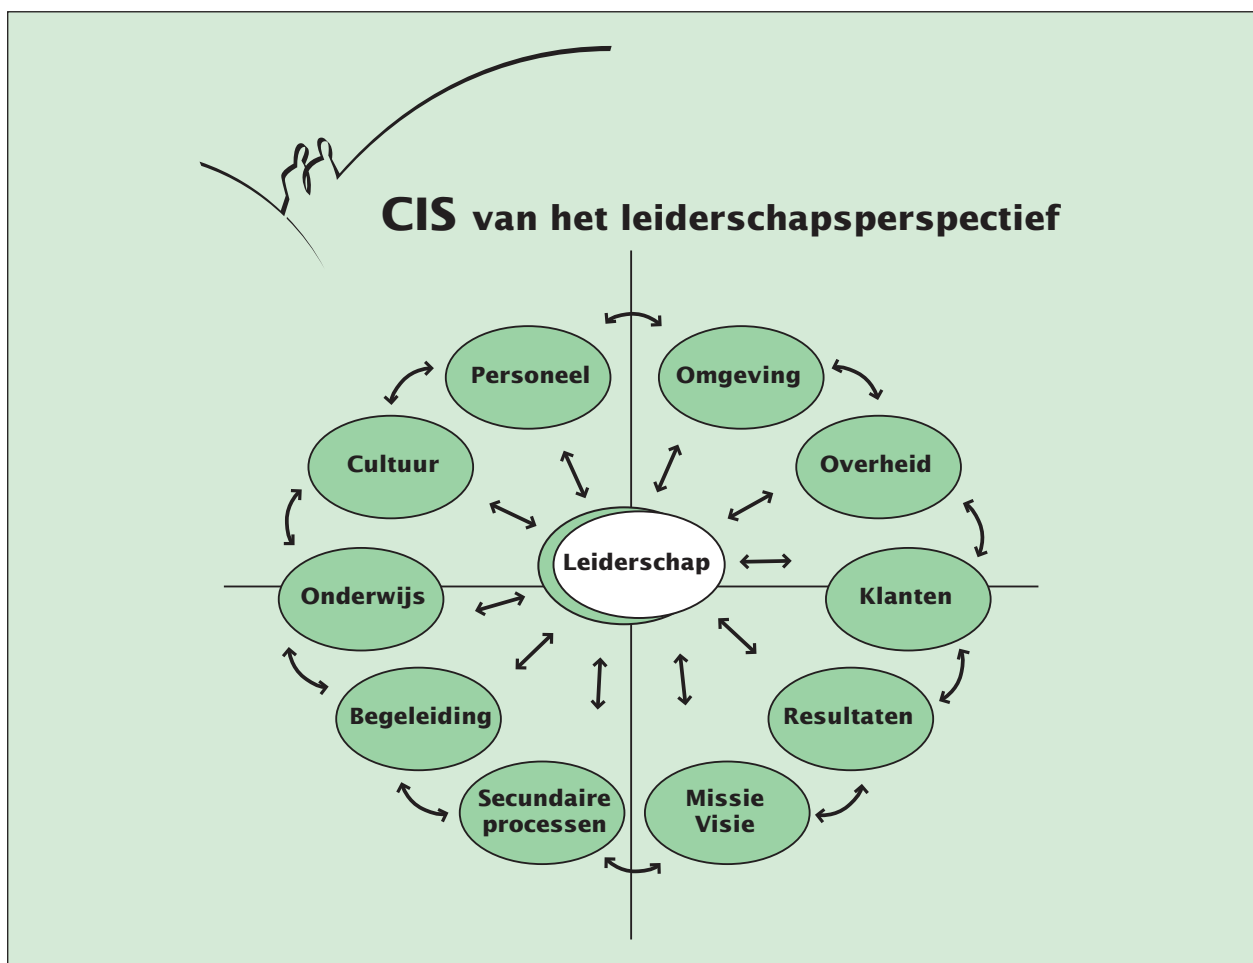 CIS van het leiderschapsperspectief
Personeel
Omgeving
Cultuur
Overheid
Leiderschap
Onderwijs
Klanten
Begeleiding
Resultaten
Secundaire
processen
Missie
Visie